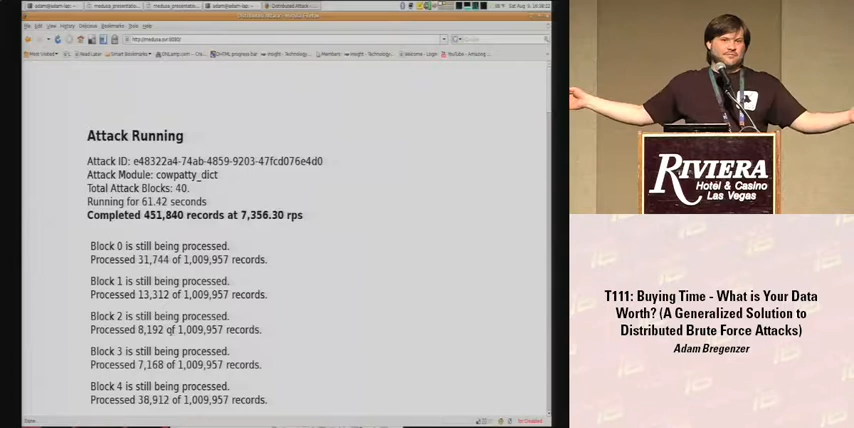 Attack Running
Attack ID: e48322a4-74ab-4859-9203-47fcd076e4d0
Attack Module: cowpatty_dict
Total Attack Blocks: 40.
Running for 61.42 seconds
Completed 451,840 records at 7,356.30 rps
Block 0 is still being processed.
Processed 31,744 of 1,009,957 records.
Block 1 is still being processed.
Processed 13,312 of 1,009,957 records.
Block 2 is still being processed.
Processed 8,192 of 1,009,957 records.
Block 3 is still being processed.
Processed 7,168 of 1,009,957 records.
Block 4 is still being processed.
Processed 38,912 of 1,009,957 records.
RIVIERA
Hotel & Casino
Las Vegas
T111: Buying Time - What is Your Data
Worth? (A Generalized Solution to
Distributed Brute Force Attacks)
Adam Bregenzer